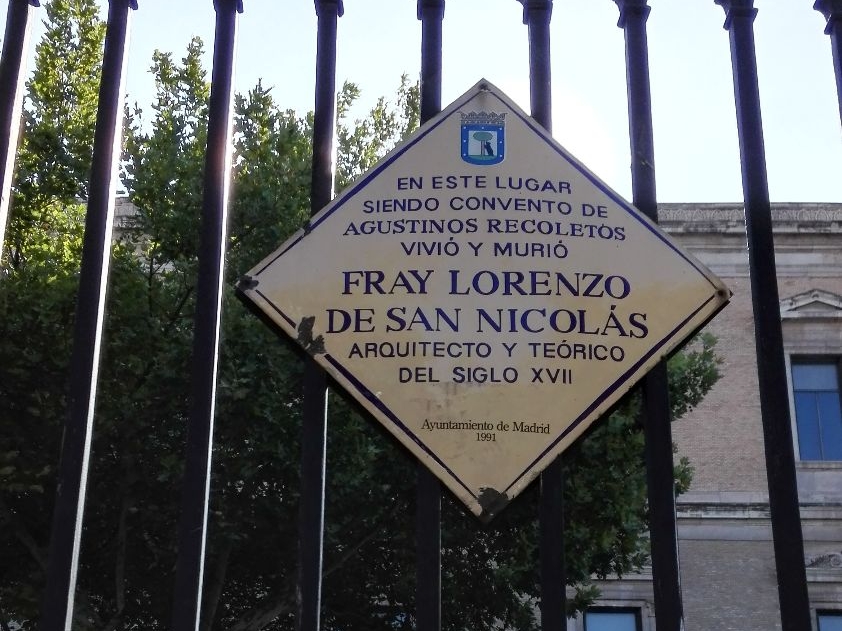 EN ESTE LUGAR
SIENDO CONVENTO DE
AGUSTINOS RECOLETOS
VIVIÓ Y MURIÓ
FRAY LORENZO
DE SAN NICOLÁS
ARQUITECTO Y TEÓRICO
DEL SIGLO XVII
Ayuntamiento de Madrid
1991